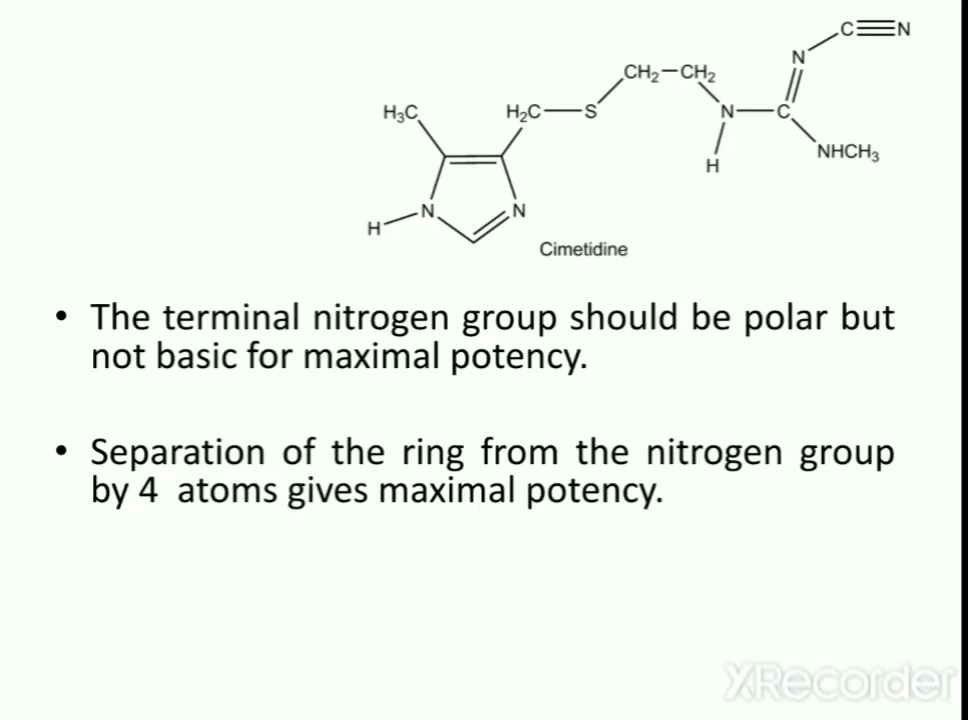 C≡N
N
CH₂−CH₂
H₃C H₂C S N C
NHCH₃
H
N N
H
Cimetidine
• The terminal nitrogen group should be polar but
not basic for maximal potency.
• Separation of the ring from the nitrogen group
by 4 atoms gives maximal potency.
XRecorder